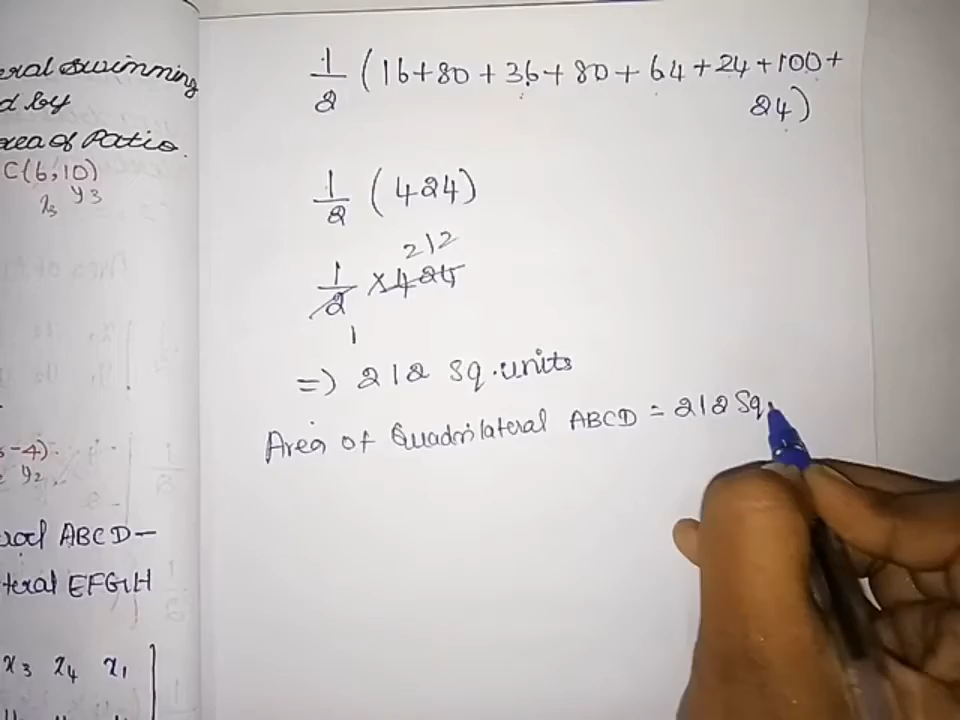 eral swimming
d by
rea of Patio.
C(6,10)
x3 y3
-4)
y2
ABCD-
teral EFGH
x3 x4 x1
1/2 (16+80+36+80+64+24+100+
24)
1/2 (424)
212
1/2 ×424
1
=) 212 sq.units
Area of Quadrilateral ABCD = 212 Sq.